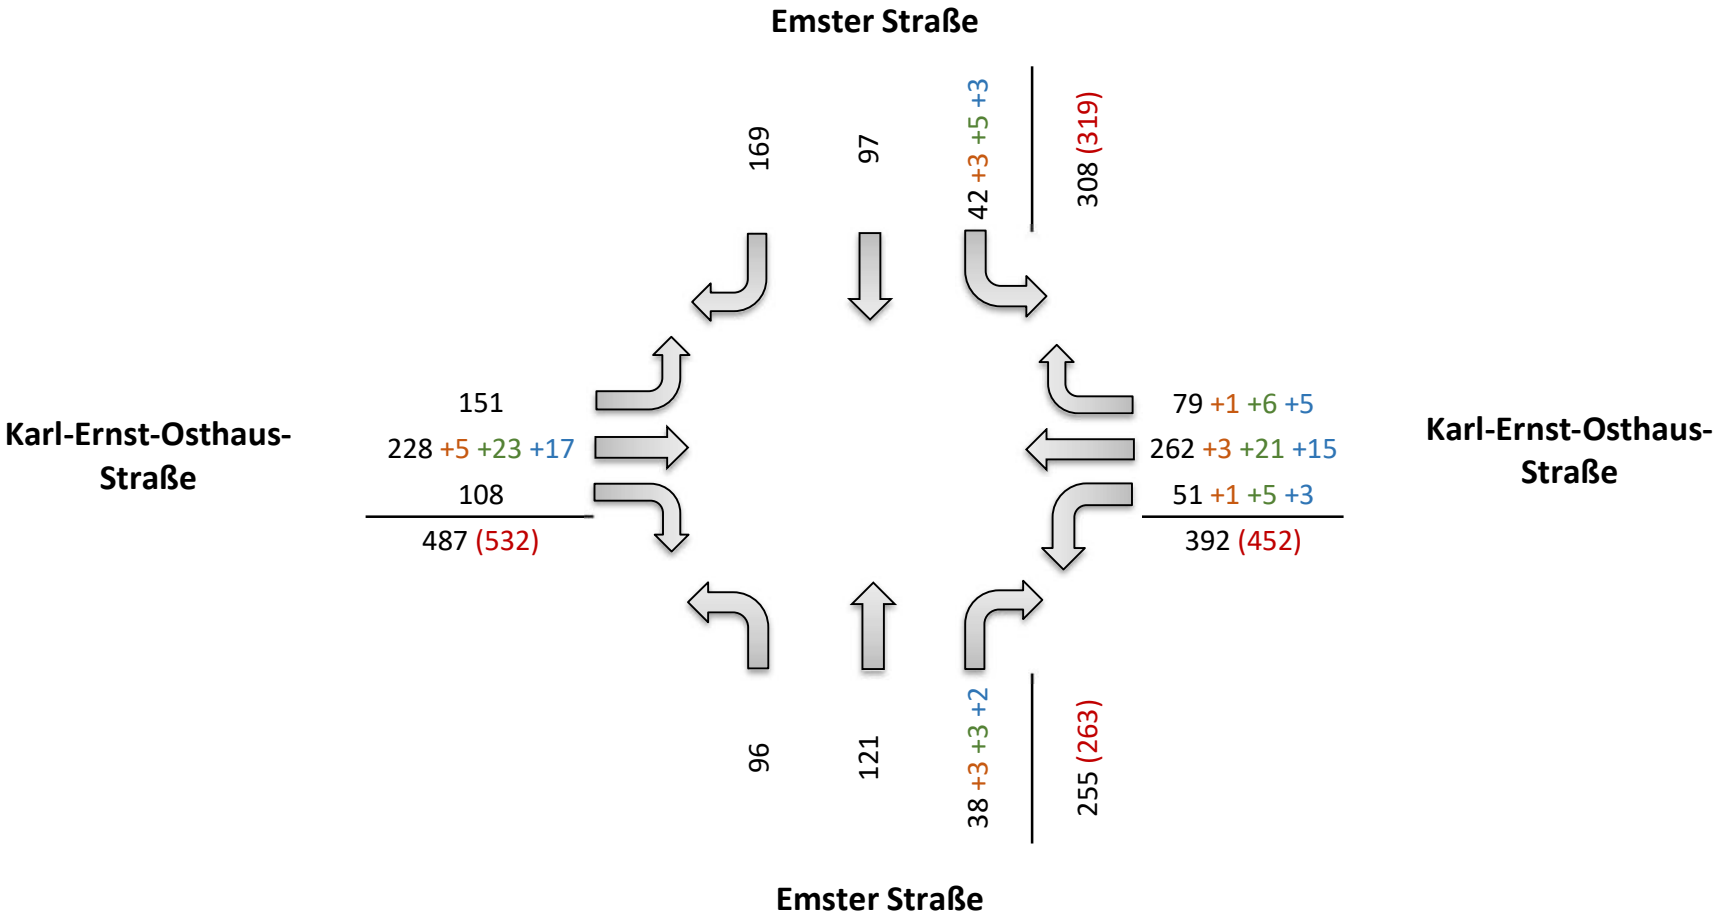 Emster Straße
169
97
42 +3 +5 +3
308 (319)
Karl-Ernst-Osthaus-
Straße
151
228 +5 +23 +17
108
487 (532)
79 +1 +6 +5
262 +3 +21 +15
51 +1 +5 +3
392 (452)
Karl-Ernst-Osthaus-
Straße
96
121
38 +3 +3 +2
255 (263)
Emster Straße